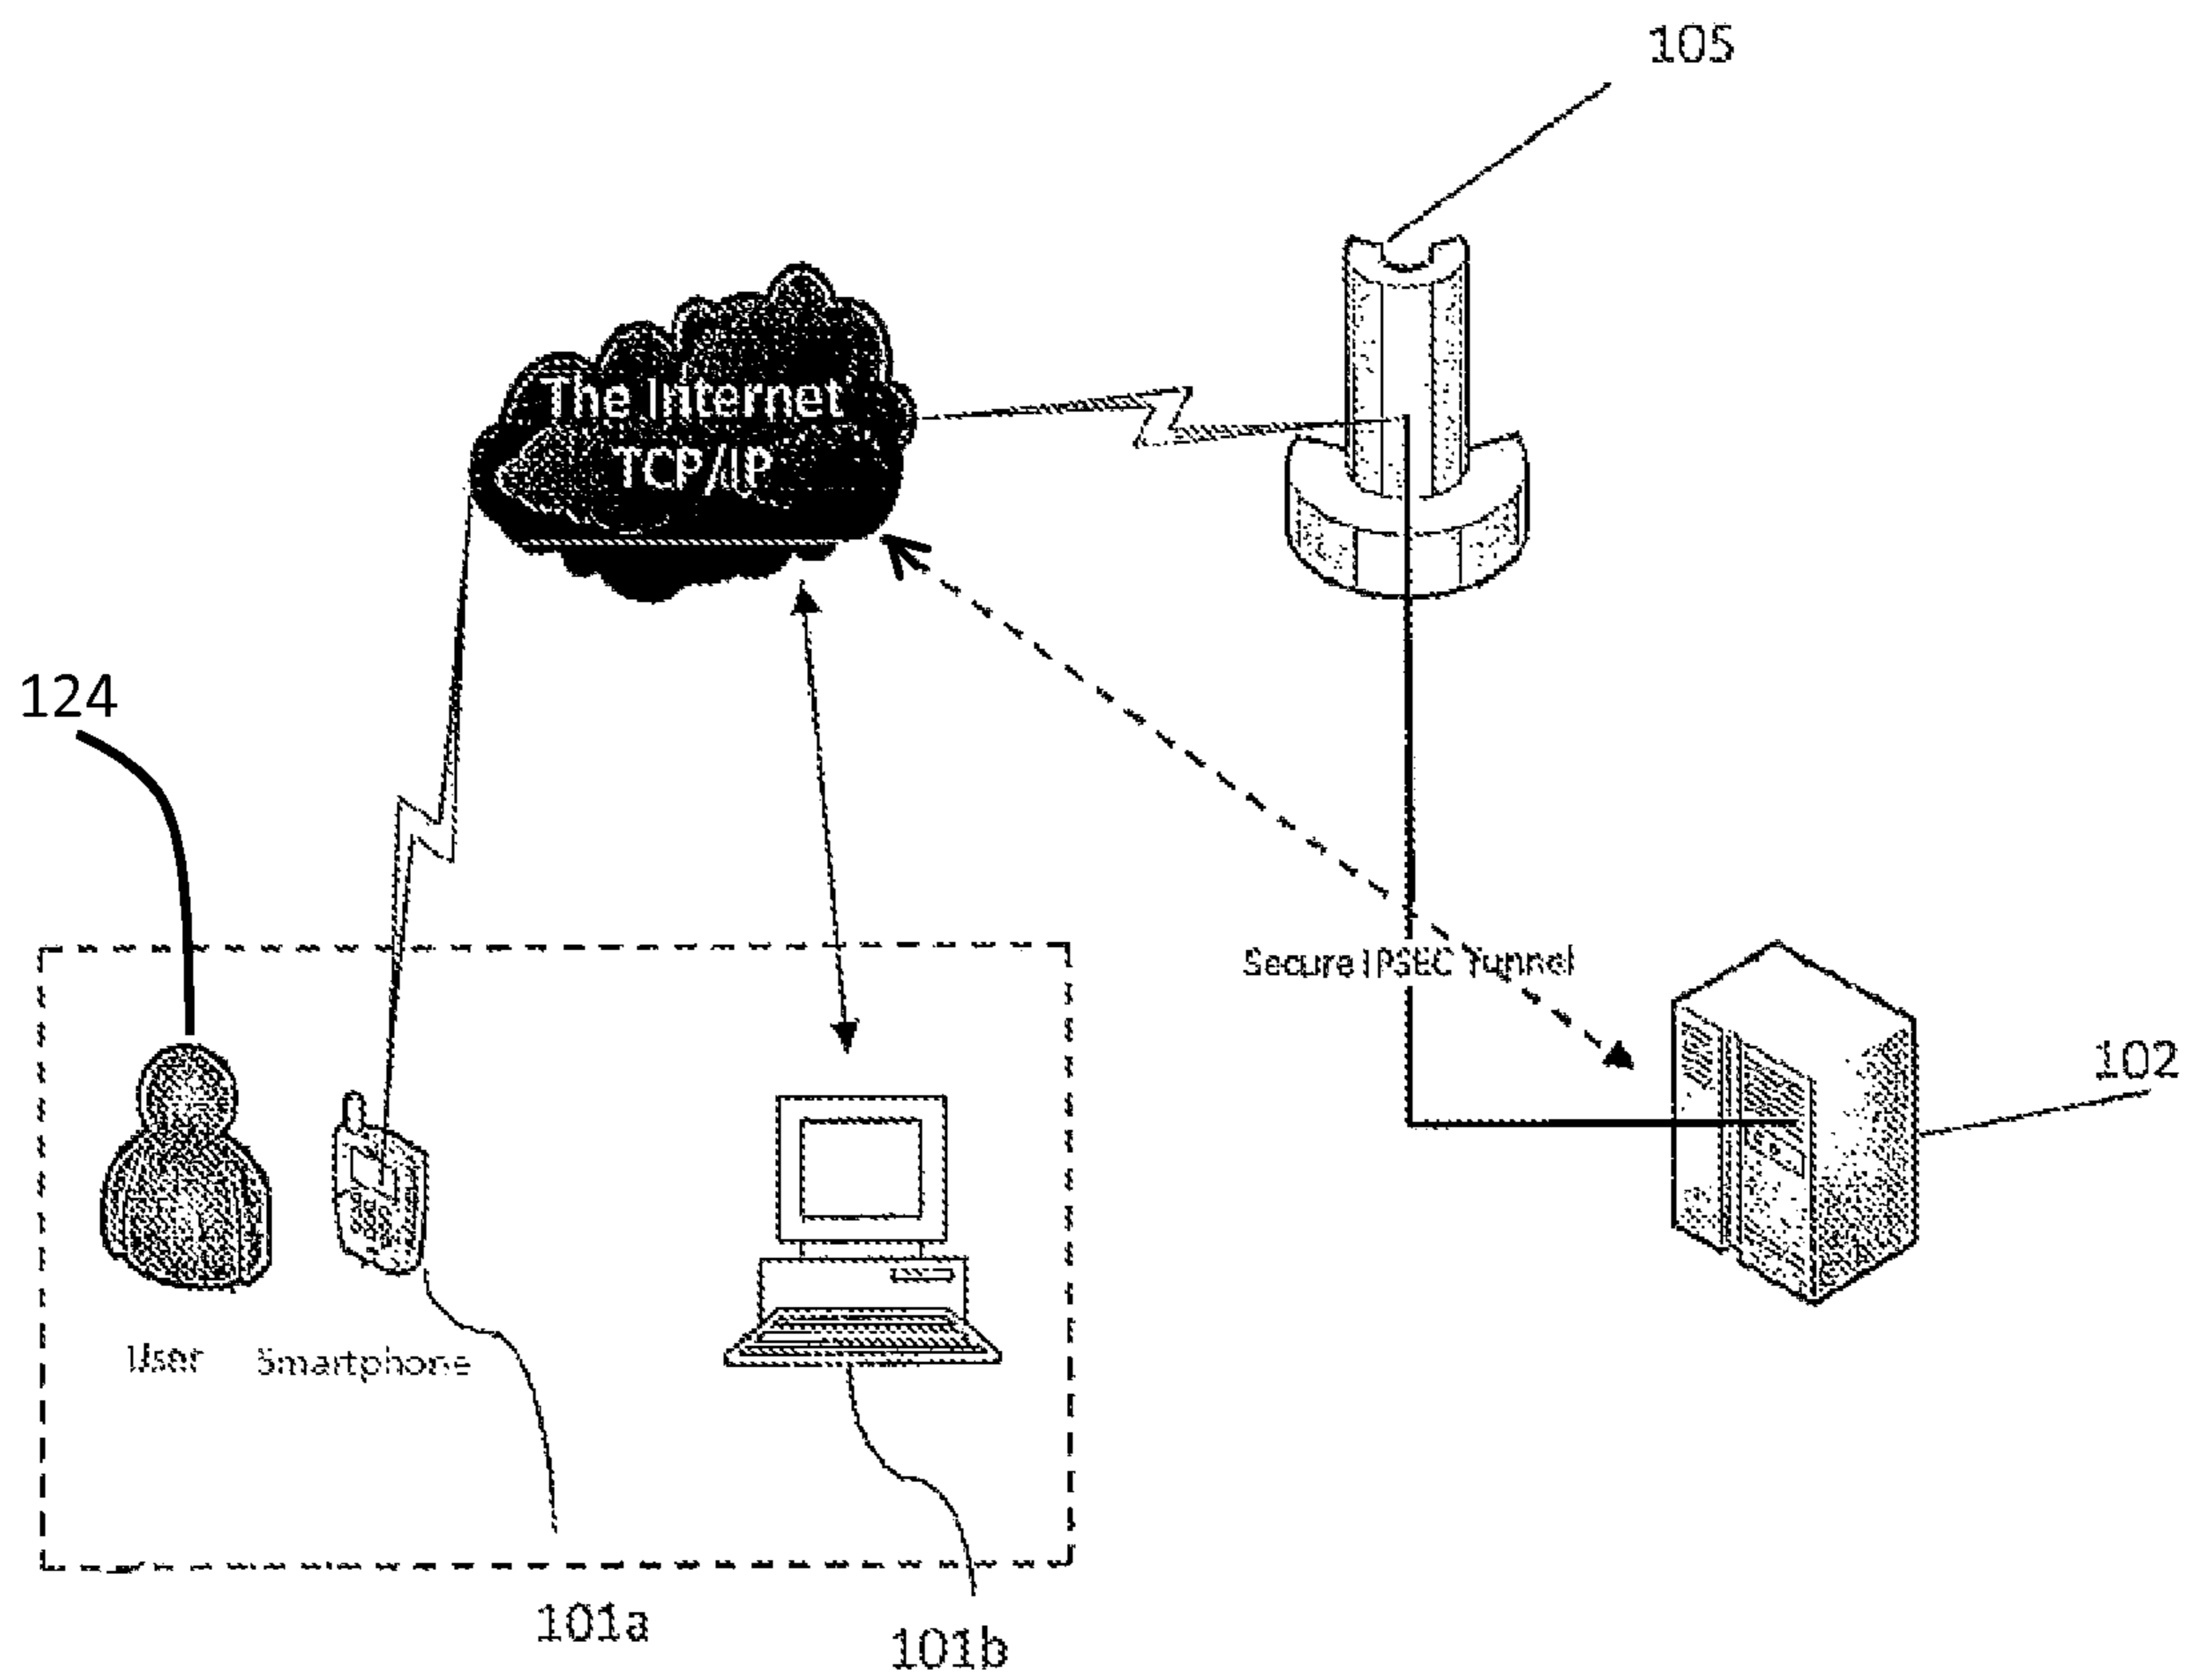 105
The Internet
TCP/IP
124
Secure IPSEC Tunnel
102
User
Smartphone
101a
101b